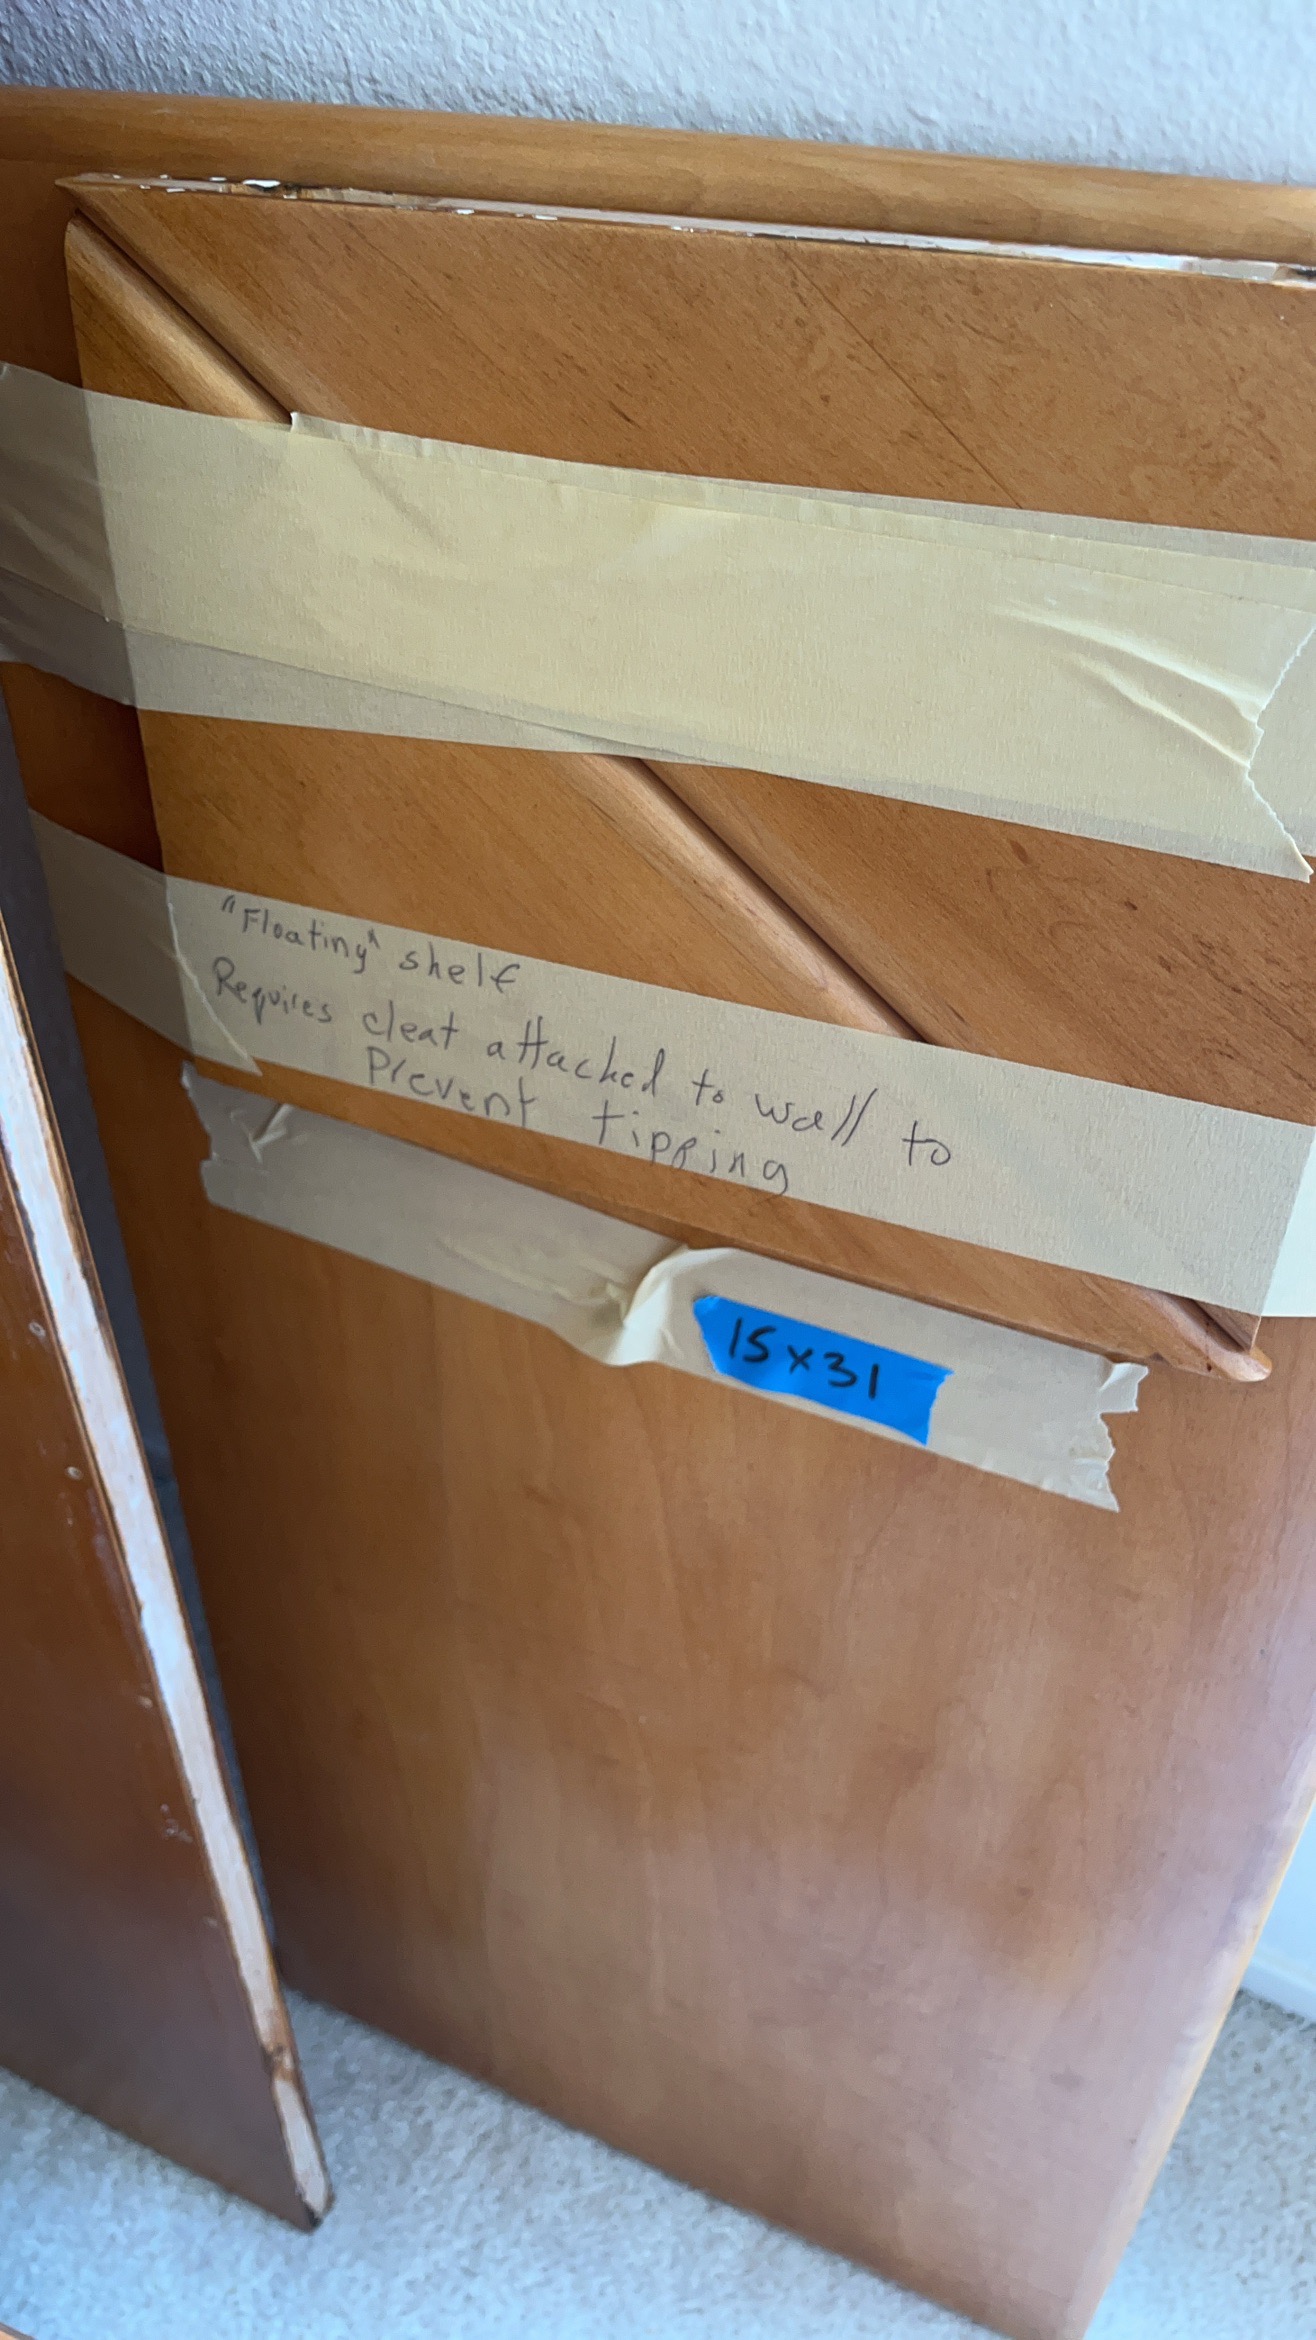 "Floating" shelf
Requires cleat attached to wall to
Prevent tipping
15x31